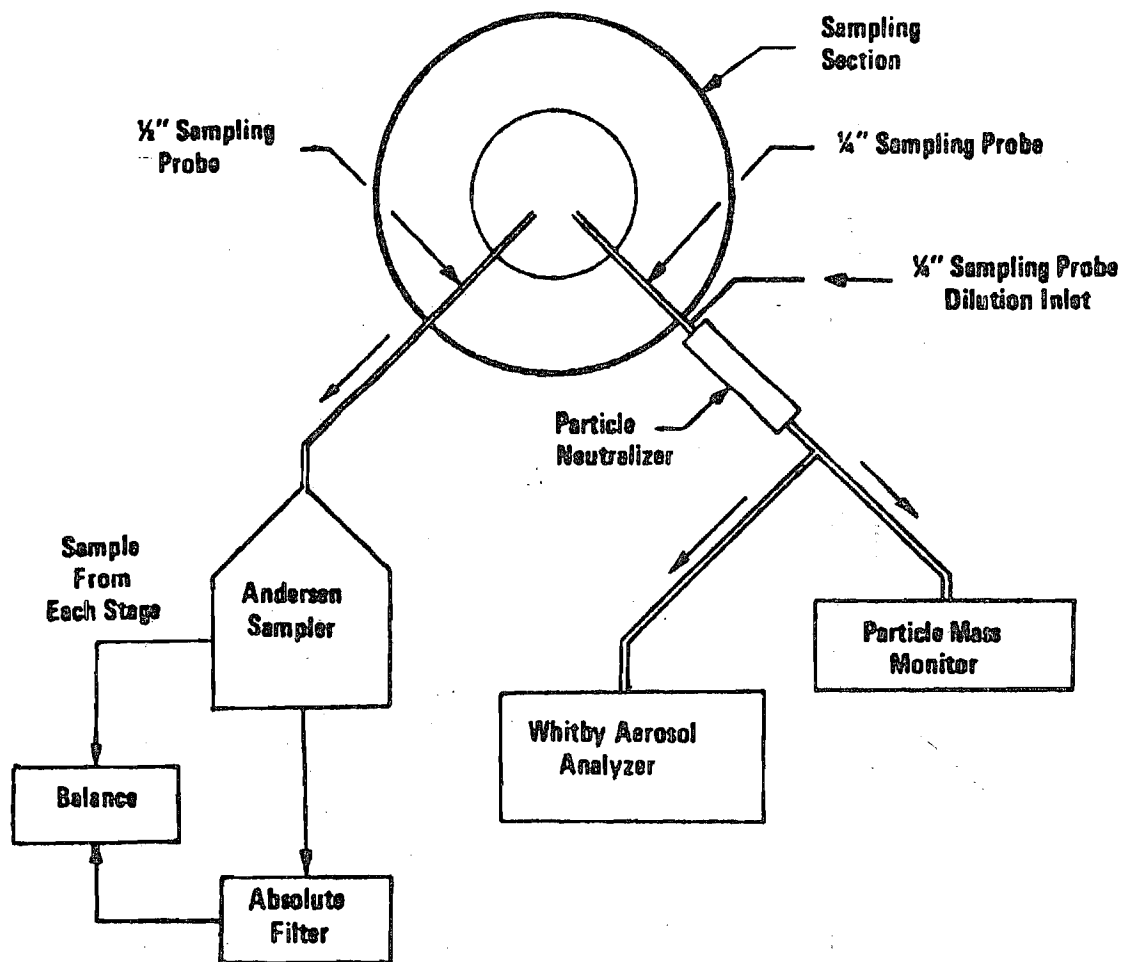 Sampling
Section
½" Sampling
Probe
¼" Sampling Probe
¼" Sampling Probe
Dilution Inlet
Particle
Neutralizer
Sample
From
Each Stage
Andersen
Sampler
Particle Mass
Monitor
Whitby Aerosol
Analyzer
Balance
Absolute
Filter